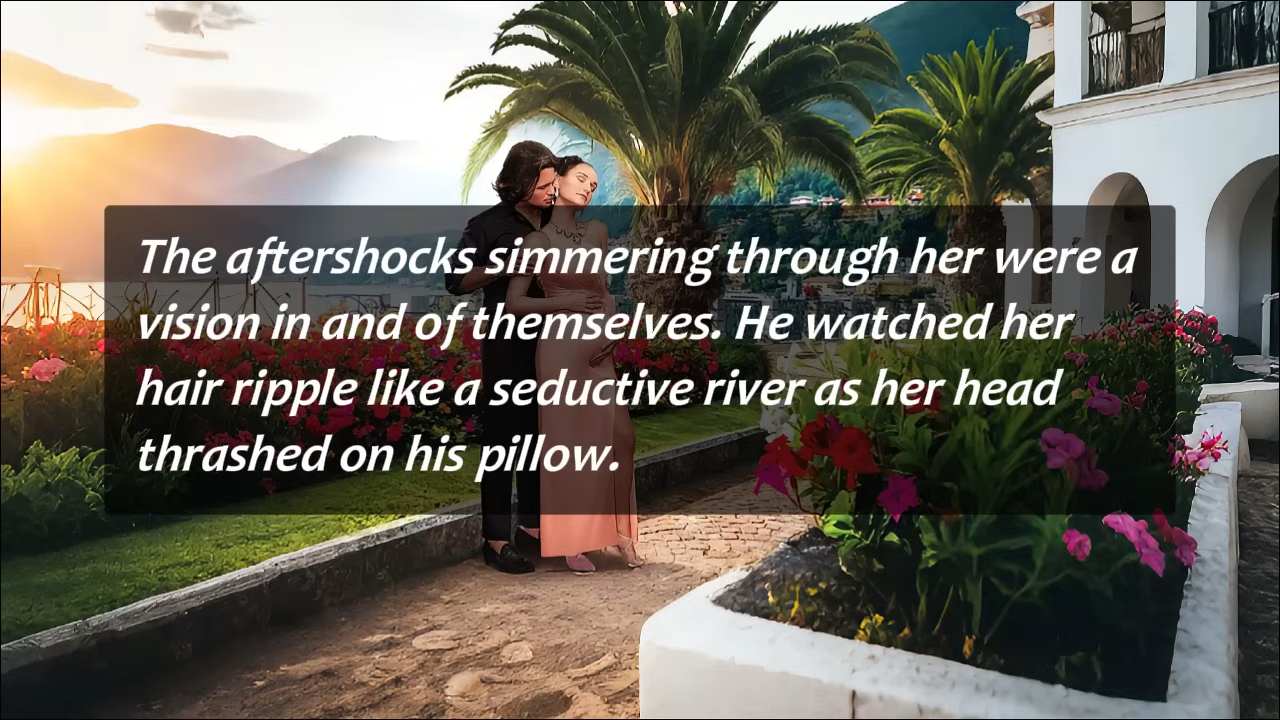 The aftershocks simmering through her were a
vision in and of themselves. He watched her
hair ripple like a seductive river as her head
thrashed on his pillow.